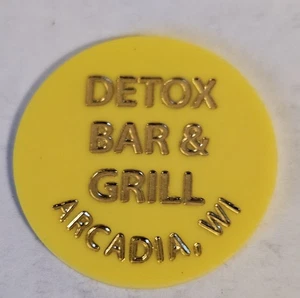 DETOX
BAR &
GRILL
ARCADIA, WI